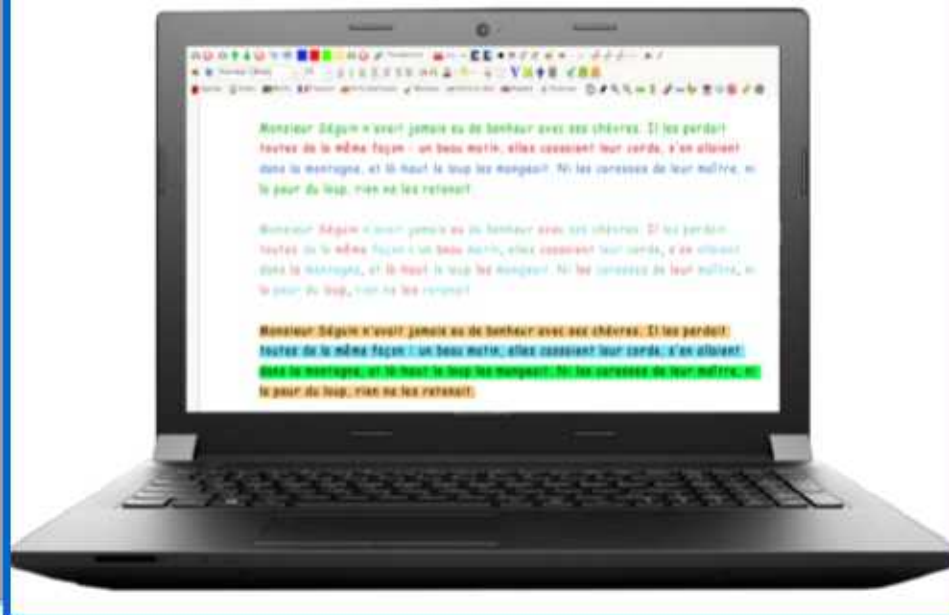 Monsieur Séguin n'avait jamais eu de bonheur avec ses chèvres. Il les perdait
toutes de la même façon : un beau matin, elles cassaient leur corde, s'en allaient
dans la montagne, et là-haut le loup les mangeait. Ni les caresses de leur maître, ni
la peur du loup, rien ne les retenait.
Monsieur Séguin n'avait jamais eu de bonheur avec ses chèvres. Il les perdait
toutes de la même façon : un beau matin, elles cassaient leur corde, s'en allaient
dans la montagne, et là-haut le loup les mangeait. Ni les caresses de leur maître, ni
la peur du loup, rien ne les retenait.
Monsieur Séguin n'avait jamais eu de bonheur avec ses chèvres. Il les perdait
toutes de la même façon : un beau matin, elles cassaient leur corde, s'en allaient
dans la montagne, et là-haut le loup les mangeait. Ni les caresses de leur maître, ni
la peur du loup, rien ne les retenait.